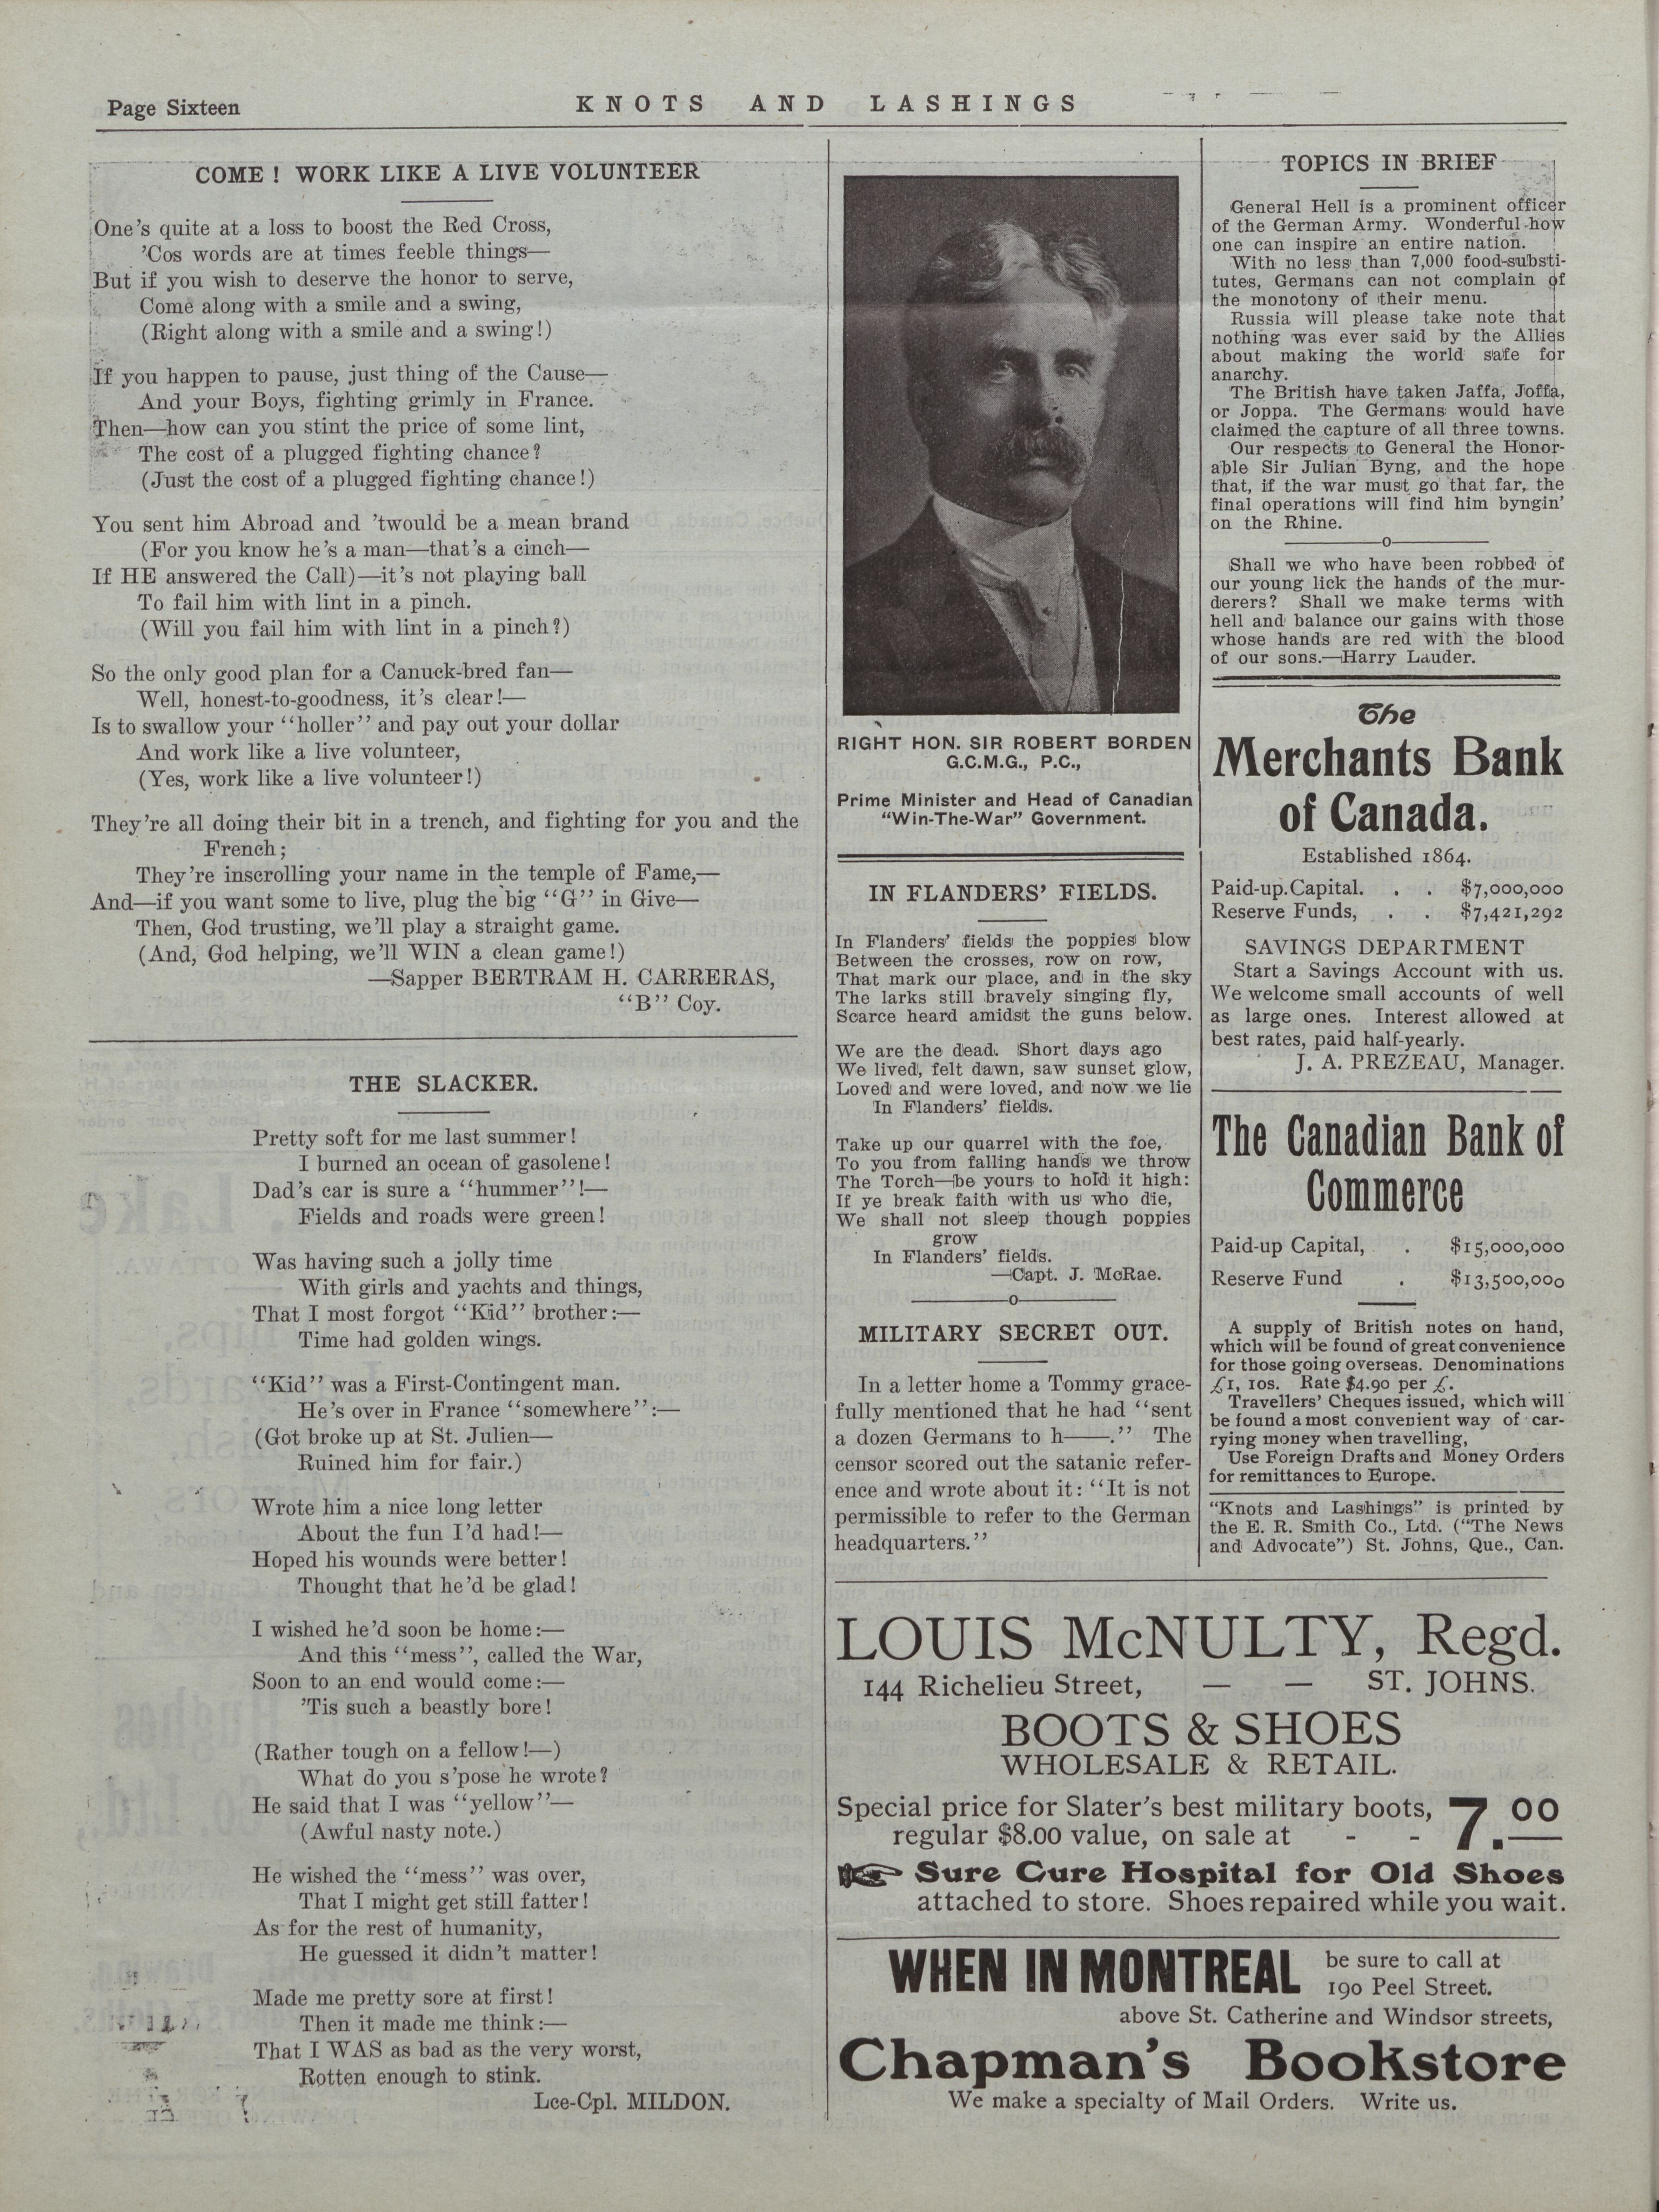 Page Sixteen
KNOTS AND LASHINGS
COME! WORK LIKE A LIVE VOLUNTEER
One's quite at a loss to boost the Red Cross,
'Cos words are at times feeble things—
But if you wish to deserve the honor to serve,
Come along with a smile and a swing,
(Right along with a smile and a swing!)
If you happen to pause, just thing of the Cause—
And your Boys, fighting grimly in France.
Then—how can you stint the price of some lint,
The cost of a plugged fighting chance?
(Just the cost of a plugged fighting chance!)
You sent him Abroad and 'twould be a mean brand
(For you know he's a man—that's a cinch—
If HE answered the Call)—it's not playing ball
To fail him with lint in a pinch.
(Will you fail him with lint in a pinch?)
So the only good plan for a Canuck-bred fan—
Well, honest-to-goodness, it's clear!—
Is to swallow your "holler" and pay out your dollar
And work like a live volunteer,
(Yes, work like a live volunteer!)
They're all doing their bit in a trench, and fighting for you and the
French;
They're inscrolling your name in the temple of Fame,—
And—if you want some to live, plug the big "G" in Give—
Then, God trusting, we'll play a straight game.
(And, God helping, we'll WIN a clean game!)
—Sapper BERTRAM H. CARRERAS,
"B" Coy.
THE SLACKER.
Pretty soft for me last summer!
I burned an ocean of gasolene!
Dad's car is sure a "hummer"!—
Fields and roads were green!
Was having such a jolly time
With girls and yachts and things,
That I most forgot "Kid" brother:—
Time had golden wings.
"Kid" was a First-Contingent man.
He's over in France "somewhere":—
(Got broke up at St. Julien—
Ruined him for fair.)
Wrote him a nice long letter
About the fun I'd had!—
Hoped his wounds were better!
Thought that he'd be glad!
I wished he'd soon be home:—
And this "mess", called the War,
Soon to an end would come:—
'Tis such a beastly bore!
(Rather tough on a fellow!—)
What do you s'pose he wrote?
He said that I was "yellow"—
(Awful nasty note.)
He wished the "mess" was over,
That I might get still fatter!
As for the rest of humanity,
He guessed it didn't matter!
Made me pretty sore at first!
Then it made me think:—
That I WAS as bad as the very worst,
Rotten enough to stink.
Lce-Cpl. MILDON.
RIGHT HON. SIR ROBERT BORDEN
G.C.M.G., P.C.,
Prime Minister and Head of Canadian
"Win-The-War" Government.
IN FLANDERS' FIELDS.
In Flanders' fields the poppies blow
Between the crosses, row on row,
That mark our place, and in the sky
The larks still bravely singing fly,
Scarce heard amidst the guns below.
We are the dead. Short days ago
We lived, felt dawn, saw sunset glow,
Loved and were loved, and now we lie
In Flanders' fields.
Take up our quarrel with the foe,
To you from falling hands we throw
The Torch—be yours to hold it high:
If ye break faith with us who die,
We shall not sleep though poppies
grow
In Flanders' fields.
—Capt. J. McRae.
o
MILITARY SECRET OUT.
In a letter home a Tommy grace-
fully mentioned that he had "sent
a dozen Germans to h——." The
censor scored out the satanic refer-
ence and wrote about it: "It is not
permissible to refer to the German
headquarters."
TOPICS IN BRIEF
General Hell is a prominent officer
of the German Army. Wonderful how
one can inspire an entire nation.
With no less than 7,000 food-substi-
tutes, Germans can not complain of
the monotony of their menu.
Russia will please take note that
nothing was ever said by the Allies
about making the world safe for
anarchy.
The British have taken Jaffa, Joffa,
or Joppa. The Germans would have
claimed the capture of all three towns.
Our respects to General the Honor-
able Sir Julian Byng, and the hope
that, if the war must go that far, the
final operations will find him byngin'
on the Rhine.
o
Shall we who have been robbed of
our young lick the hands of the mur-
derers? Shall we make terms with
hell and balance our gains with those
whose hands are red with the blood
of our sons.—Harry Lauder.
The
Merchants Bank
of Canada.
Established 1864.
Paid-up.Capital. . . $7,000,000
Reserve Funds, . . $7,421,292
SAVINGS DEPARTMENT
Start a Savings Account with us.
We welcome small accounts of well
as large ones. Interest allowed at
best rates, paid half-yearly.
J. A. PREZEAU, Manager.
The Canadian Bank of
Commerce
Paid-up Capital, . $15,000,000
Reserve Fund . $13,500,000
A supply of British notes on hand,
which will be found of great convenience
for those going overseas. Denominations
£1, 10s. Rate $4.90 per £.
Travellers' Cheques issued, which will
be found a most convenient way of car-
rying money when travelling,
Use Foreign Drafts and Money Orders
for remittances to Europe.
"Knots and Lashings" is printed by
the E. R. Smith Co., Ltd. ("The News
and Advocate") St. Johns, Que., Can.
LOUIS McNULTY, Regd.
144 Richelieu Street, — — ST. JOHNS.
BOOTS & SHOES
WHOLESALE & RETAIL.
Special price for Slater's best military boots,
regular $8.00 value, on sale at - - 7.00
Sure Cure Hospital for Old Shoes
attached to store. Shoes repaired while you wait.
WHEN IN MONTREAL be sure to call at
190 Peel Street.
above St. Catherine and Windsor streets,
Chapman's Bookstore
We make a specialty of Mail Orders. Write us.